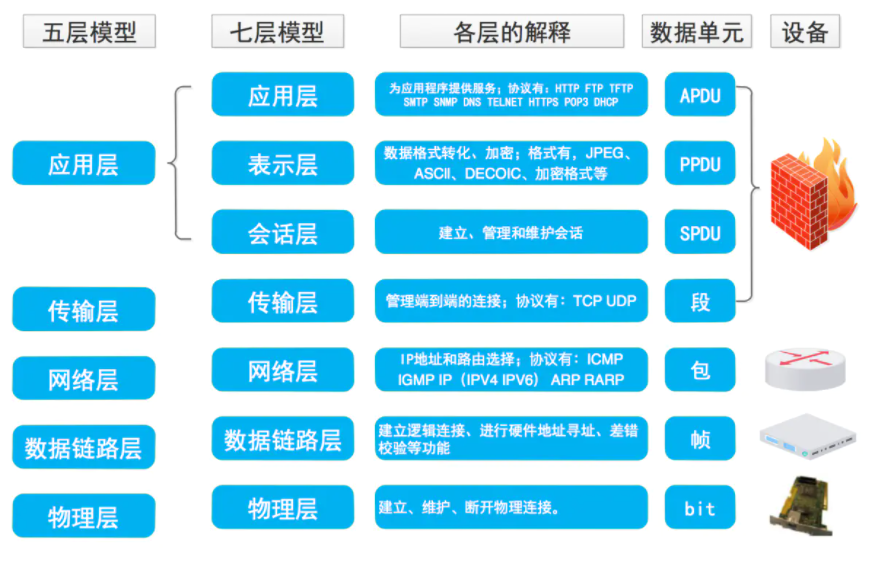 五层模型
七层模型
各层的解释
数据单元
设备
应用层
为应用程序提供服务；协议有：HTTP FTP TFTP
SMTP SNMP DNS TELNET HTTPS POP3 DHCP
APDU
应用层
表示层
数据格式转化、加密；格式有，JPEG、
ASCII、DECOIC、加密格式等
PPDU
会话层
建立、管理和维护会话
SPDU
传输层
传输层
管理端到端的连接；协议有：TCP UDP
段
网络层
网络层
IP地址和路由选择；协议有：ICMP
IGMP IP（IPV4 IPV6） ARP RARP
包
数据链路层
数据链路层
建立逻辑连接、进行硬件地址寻址、差错
校验等功能
帧
物理层
物理层
建立、维护、断开物理连接。
bit